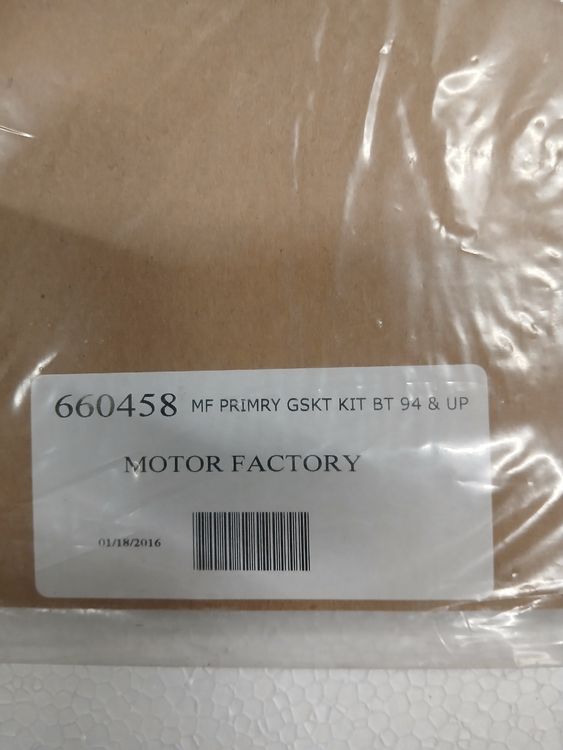 660458 MF PRIMRY GSKT KIT BT 94 & UP
MOTOR FACTORY
01/18/2016